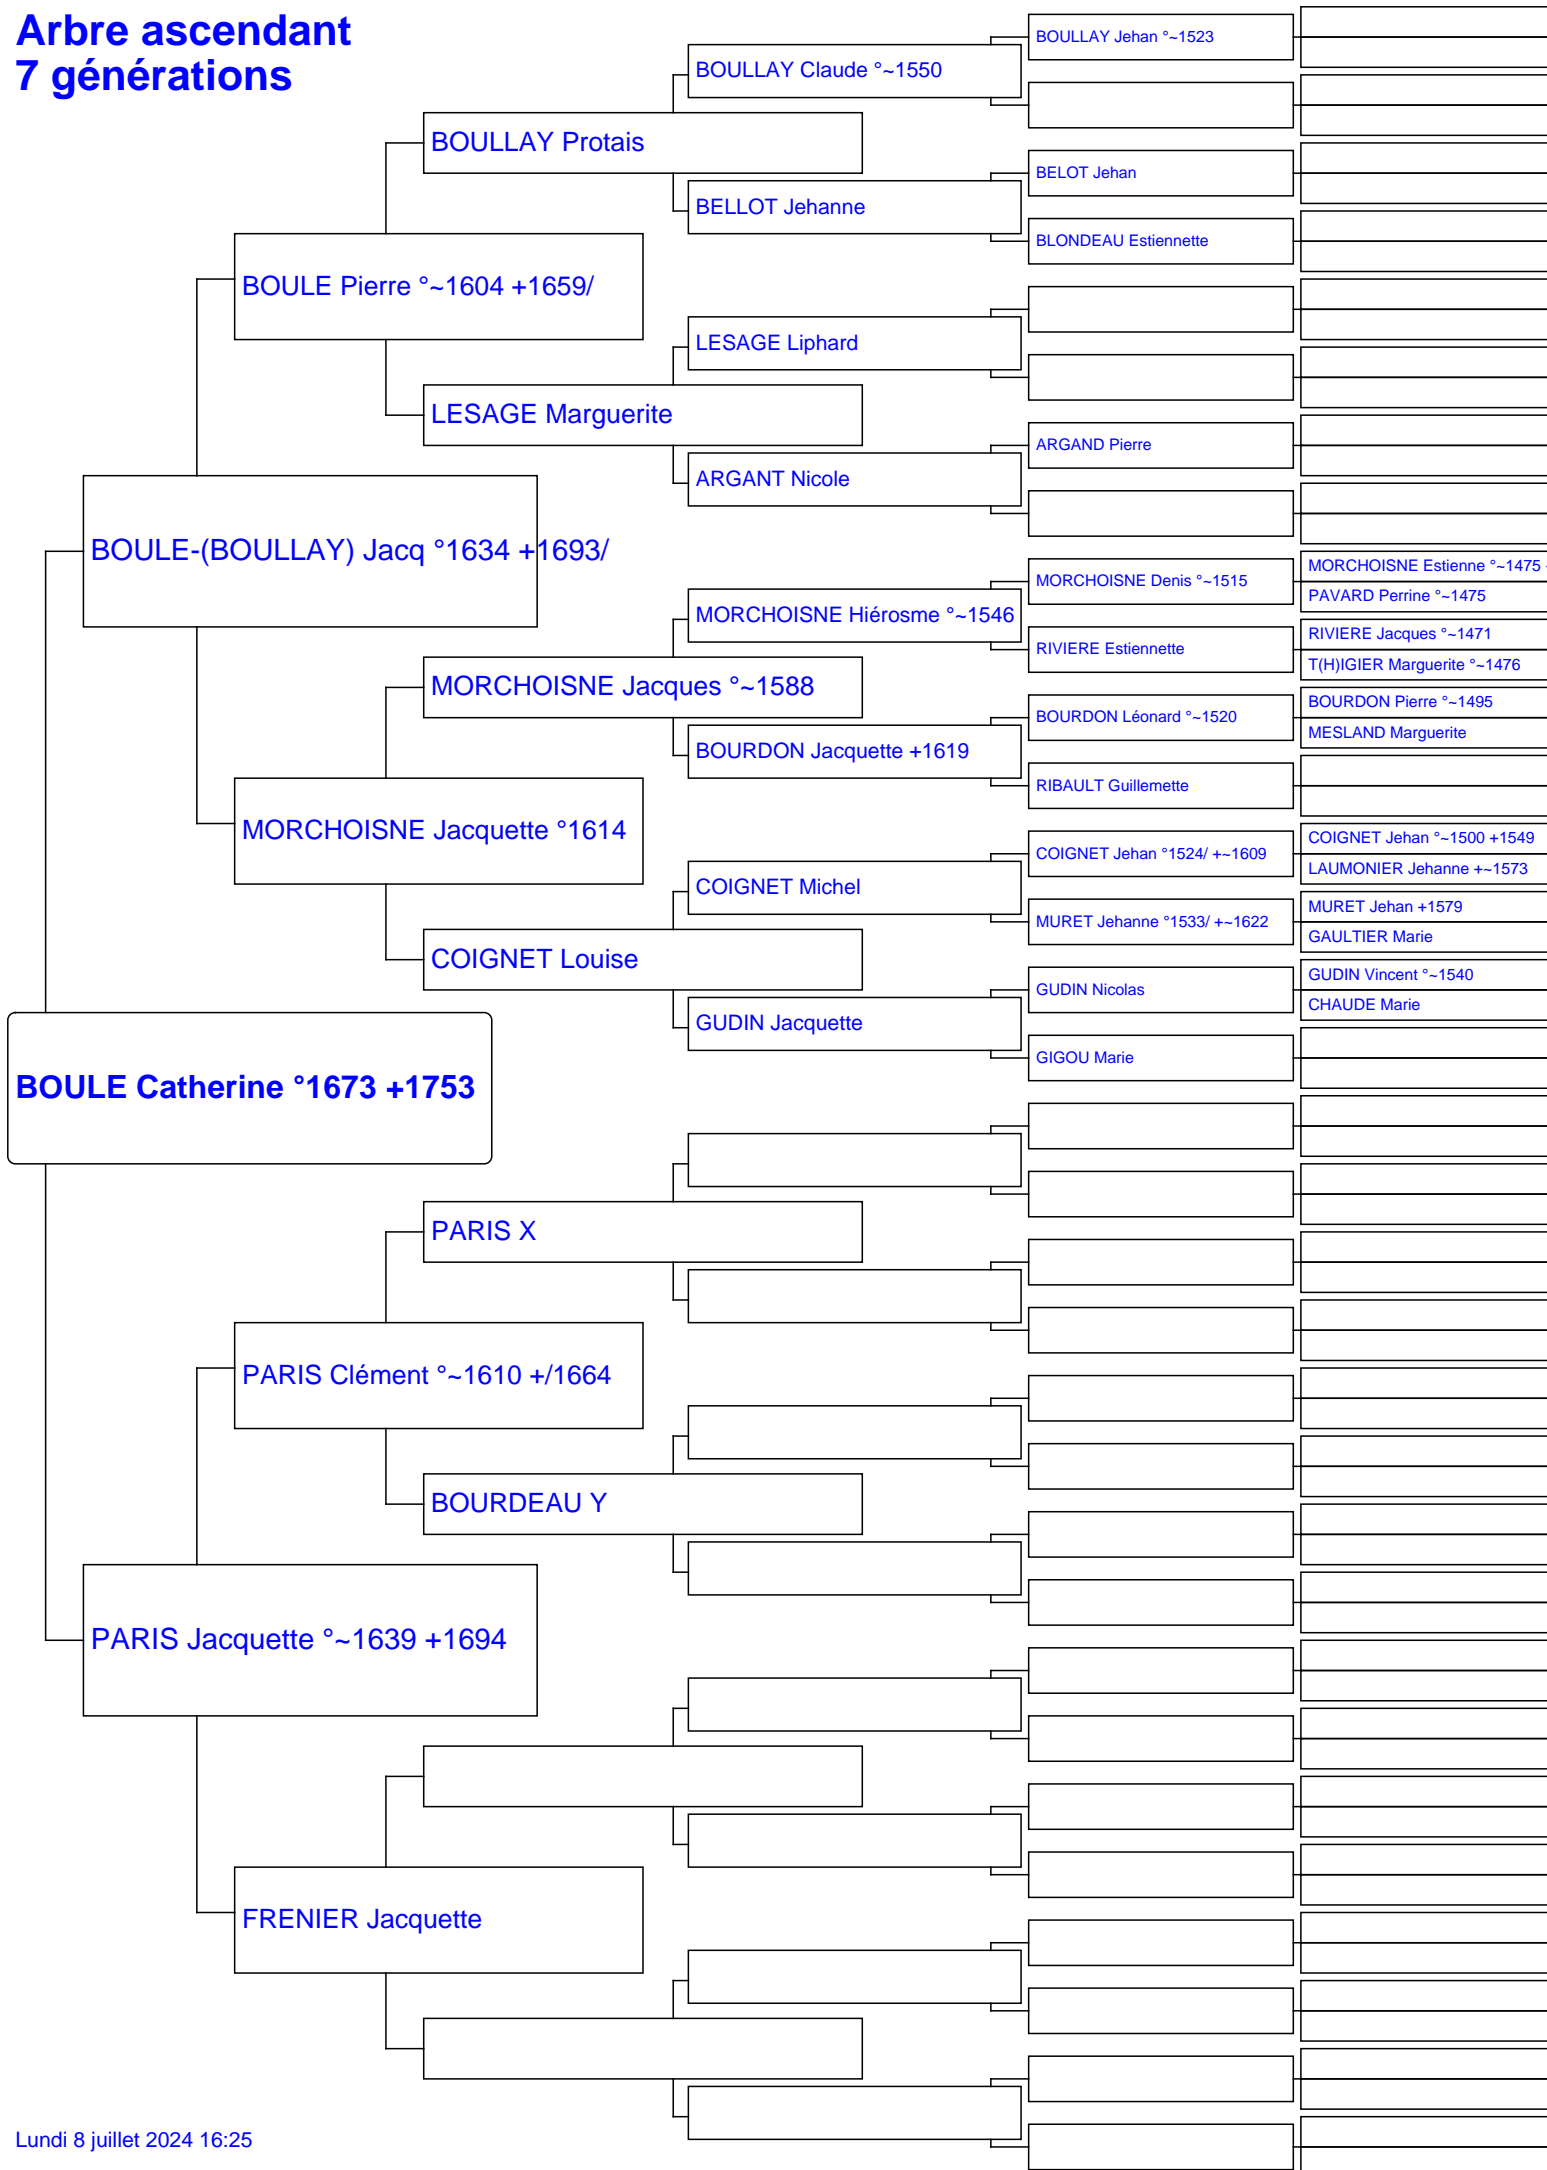 Arbre ascendant
7 générations
BOULLAY Jehan °~1523
BOULLAY Claude °~1550
BOULLAY Protais
BELOT Jehan
BELLOT Jehanne
BLONDEAU Estiennette
BOULE Pierre °~1604 +1659/
LESAGE Liphard
LESAGE Marguerite
ARGAND Pierre
ARGANT Nicole
BOULE-(BOULLAY) Jacq °1634 +1693/
MORCHOISNE Estienne °~1475
MORCHOISNE Denis °~1515
PAVARD Perrine °~1475
MORCHOISNE Hiérosme °~1546
RIVIERE Jacques °~1471
RIVIERE Estiennette
T(H)IGIER Marguerite °~1476
MORCHOISNE Jacques °~1588
BOURDON Pierre °~1495
BOURDON Léonard °~1520
MESLAND Marguerite
BOURDON Jacquette +1619
RIBAULT Guillemette
MORCHOISNE Jacquette °1614
COIGNET Jehan °~1500 +1549
COIGNET Jehan °1524/ +~1609
LAUMONIER Jehanne +~1573
COIGNET Michel
MURET Jehan +1579
MURET Jehanne °1533/ +~1622
GAULTIER Marie
COIGNET Louise
GUDIN Vincent °~1540
GUDIN Nicolas
CHAUDE Marie
GUDIN Jacquette
GIGOU Marie
BOULE Catherine °1673 +1753
PARIS X
PARIS Clément °~1610 +/1664
BOURDEAU Y
PARIS Jacquette °~1639 +1694
FRENIER Jacquette
Lundi 8 juillet 2024 16:25